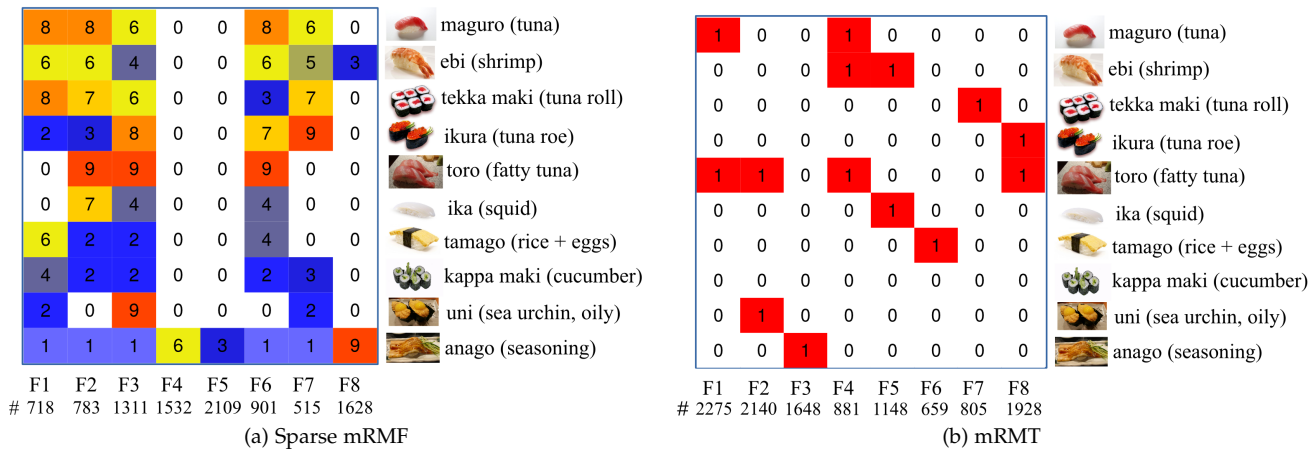 8 8 6 0 0 8 6 0 maguro (tuna)
6 6 4 0 0 6 5 3 ebi (shrimp)
8 7 6 0 0 3 7 0 tekka maki (tuna roll)
2 3 8 0 0 7 9 0 ikura (tuna roe)
0 9 9 0 0 9 0 0 toro (fatty tuna)
0 7 4 0 0 4 0 0 ika (squid)
6 2 2 0 0 4 0 0 tamago (rice + eggs)
4 2 2 0 0 2 3 0 kappa maki (cucumber)
2 0 9 0 0 0 2 0 uni (sea urchin, oily)
1 1 1 6 3 1 1 9 anago (seasoning)
F1 F2 F3 F4 F5 F6 F7 F8
# 718 783 1311 1532 2109 901 515 1628
(a) Sparse mRMF
1 0 0 1 0 0 0 0 maguro (tuna)
0 0 0 1 1 0 0 0 ebi (shrimp)
0 0 0 0 0 0 1 0 tekka maki (tuna roll)
0 0 0 0 0 0 0 1 ikura (tuna roe)
1 1 0 1 0 0 0 1 toro (fatty tuna)
0 0 0 0 1 0 0 0 ika (squid)
0 0 0 0 0 1 0 0 tamago (rice + eggs)
0 0 0 0 0 0 0 0 kappa maki (cucumber)
0 1 0 0 0 0 0 0 uni (sea urchin, oily)
0 0 1 0 0 0 0 0 anago (seasoning)
F1 F2 F3 F4 F5 F6 F7 F8
# 2275 2140 1648 881 1148 659 805 1928
(b) mRMT